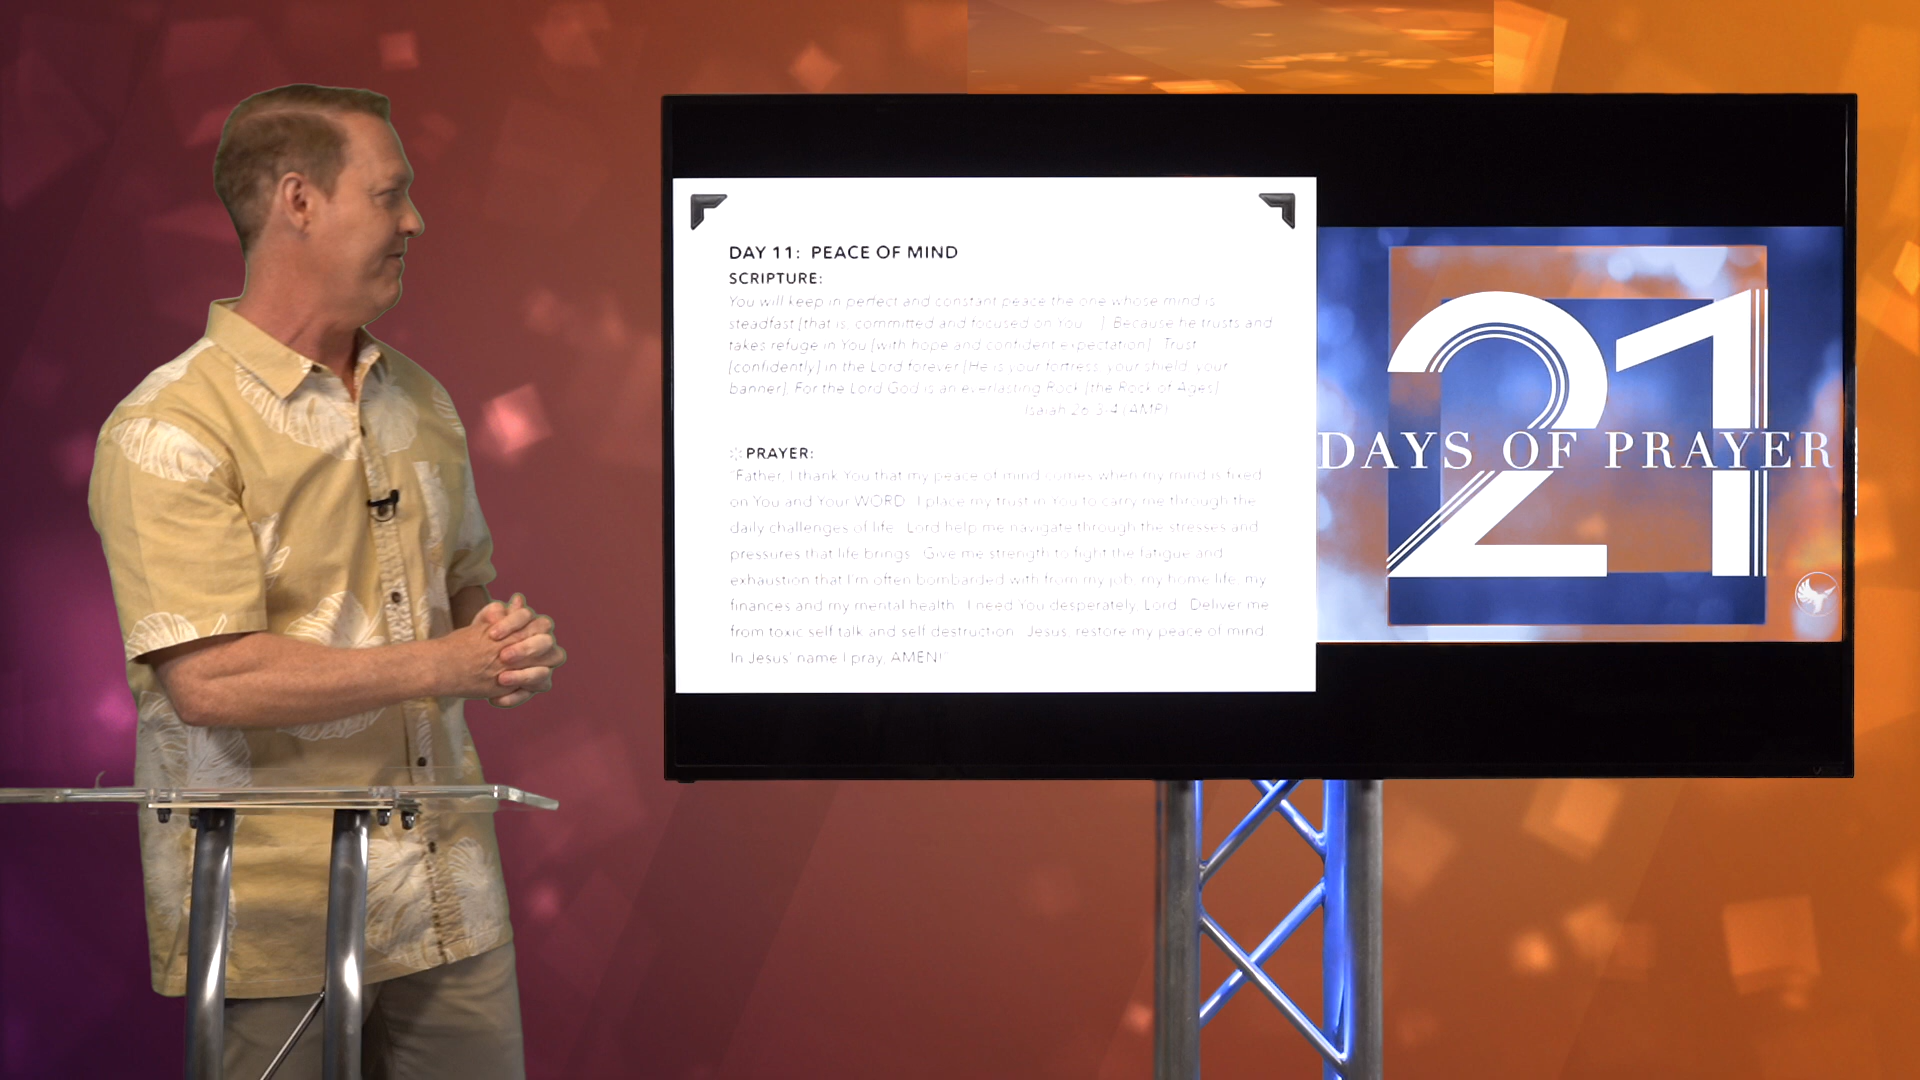 DAY 11: PEACE OF MIND
SCRIPTURE:
You will keep in perfect and constant peace the one whose mind is
steadfast [that is, committed and focused on You...]. Because he trusts and
takes refuge in You [with hope and confident expectation]. Trust
[confidently] in the Lord forever [He is your fortress, your shield, your
banner], For the Lord God is an everlasting Rock [the Rock of Ages].
Isaiah 26:3-4 (AMP)
PRAYER:
"Father, I thank You that my peace of mind comes when my mind is fixed
on You and Your WORD. I place my trust in You to carry me through the
daily challenges of life. Lord help me navigate through the stresses and
pressures that life brings. Give me strength to fight the fatigue and
exhaustion that I'm often bombarded with from my job, my home life, my
finances and my mental health. I need You desperately, Lord. Deliver me
from toxic self talk and self destruction. Jesus, restore my peace of mind.
In Jesus' name I pray, AMEN!"
21
DAYS OF PRAYER